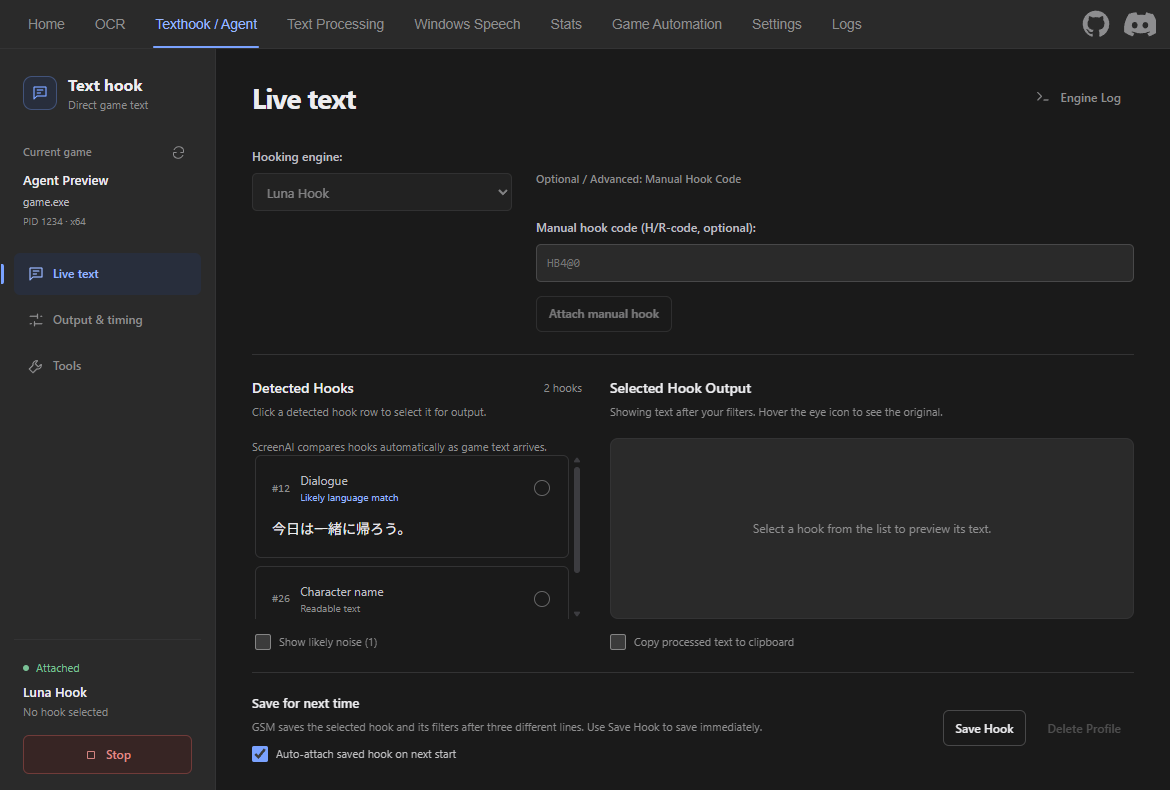 Home
OCR
Texthook / Agent
Text Processing
Windows Speech
Stats
Game Automation
Settings
Logs
Text hook
Direct game text
Current game
Agent Preview
game.exe
PID 1234 · x64
Live text
Output & timing
Tools
Attached
Luna Hook
No hook selected
Stop
Live text
Engine Log
Hooking engine:
Luna Hook
Optional / Advanced: Manual Hook Code
Manual hook code (H/R-code, optional):
HB4@0
Attach manual hook
Detected Hooks
2 hooks
Click a detected hook row to select it for output.
ScreenAI compares hooks automatically as game text arrives.
#12
Dialogue
Likely language match
今日は一緒に帰ろう。
#26
Character name
Readable text
Show likely noise (1)
Selected Hook Output
Showing text after your filters. Hover the eye icon to see the original.
Select a hook from the list to preview its text.
Copy processed text to clipboard
Save for next time
GSM saves the selected hook and its filters after three different lines. Use Save Hook to save immediately.
Auto-attach saved hook on next start
Save Hook
Delete Profile